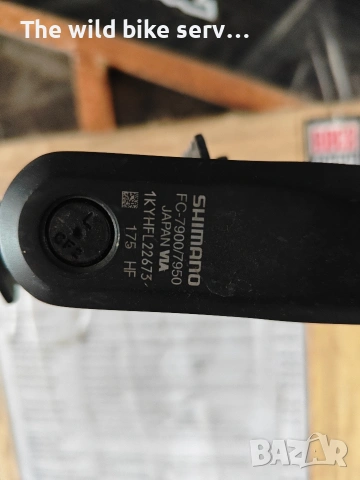 The wild bike serv...
SHIMANO
FC-7900/7950
JAPAN VIA
1KYHFL22673
175 HF
BAZAR